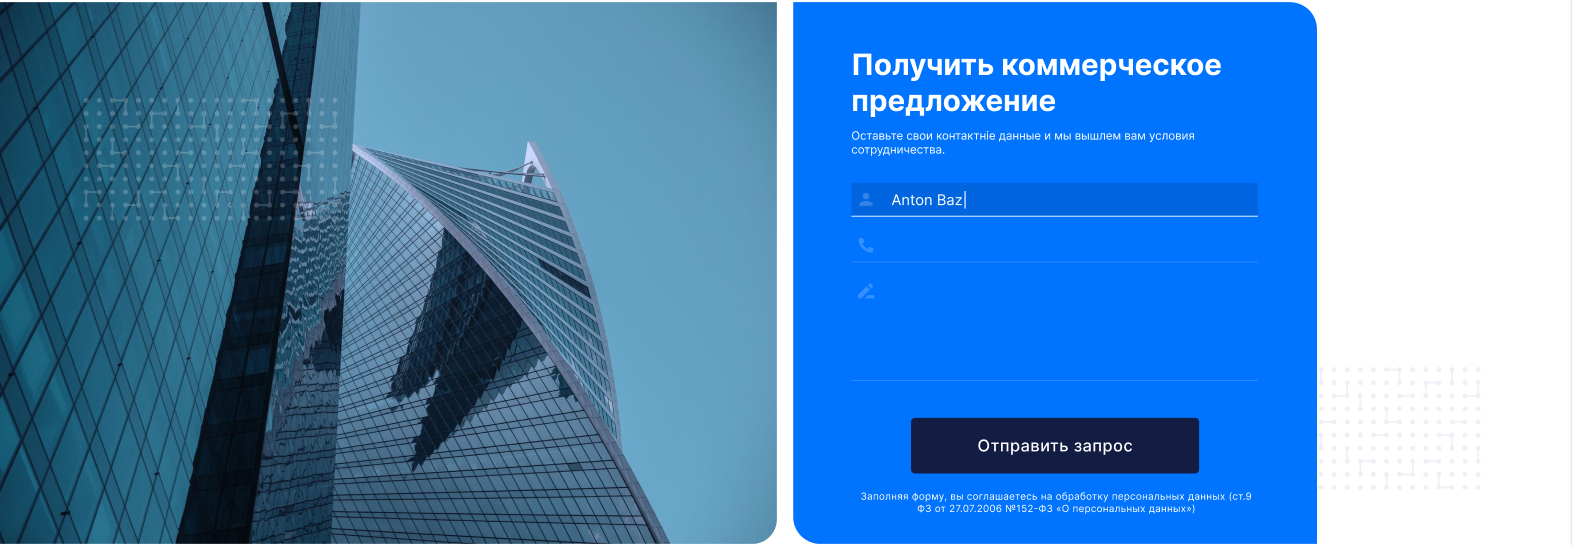 Получить коммерческое
предложение
Оставьте свои контактніе данные и мы вышлем вам условия
сотрудничества.
Anton Baz
Отправить запрос
Заполняя форму, вы соглашаетесь на обработку персональных данных (ст.9
ФЗ от 27.07.2006 №152-ФЗ «О персональных данных»)